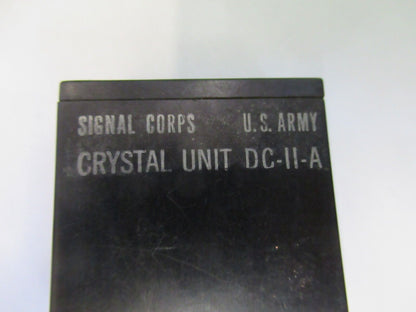 SIGNAL CORPS U.S. ARMY
CRYSTAL UNIT DC-11-A